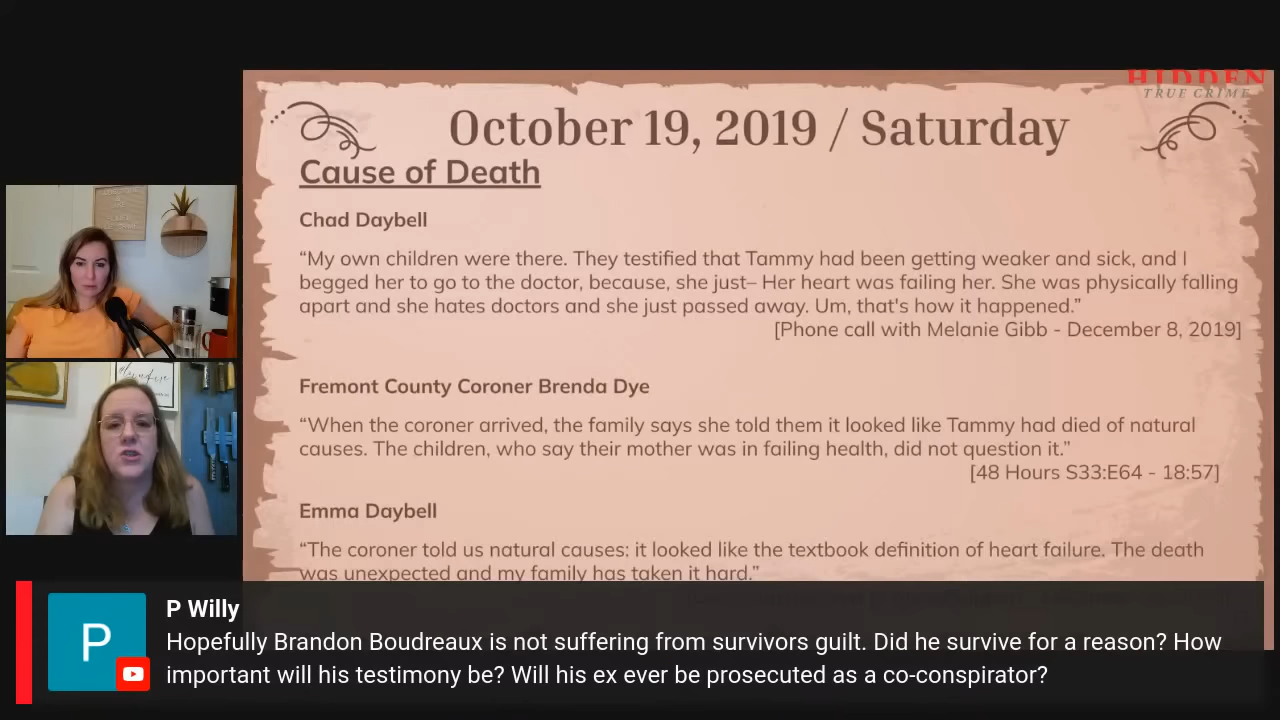 HIDDEN
TRUE CRIME
October 19, 2019 / Saturday
Cause of Death
Chad Daybell
“My own children were there. They testified that Tammy had been getting weaker and sick, and I
begged her to go to the doctor, because, she just– Her heart was failing her. She was physically falling
apart and she hates doctors and she just passed away. Um, that's how it happened.”
[Phone call with Melanie Gibb - December 8, 2019]
Fremont County Coroner Brenda Dye
“When the coroner arrived, the family says she told them it looked like Tammy had died of natural
causes. The children, who say their mother was in failing health, did not question it.”
[48 Hours S33:E64 - 18:57]
Emma Daybell
“The coroner told us natural causes: it looked like the textbook definition of heart failure. The death
was unexpected and my family has taken it hard.”
P
P Willy
Hopefully Brandon Boudreaux is not suffering from survivors guilt. Did he survive for a reason? How
important will his testimony be? Will his ex ever be prosecuted as a co-conspirator?